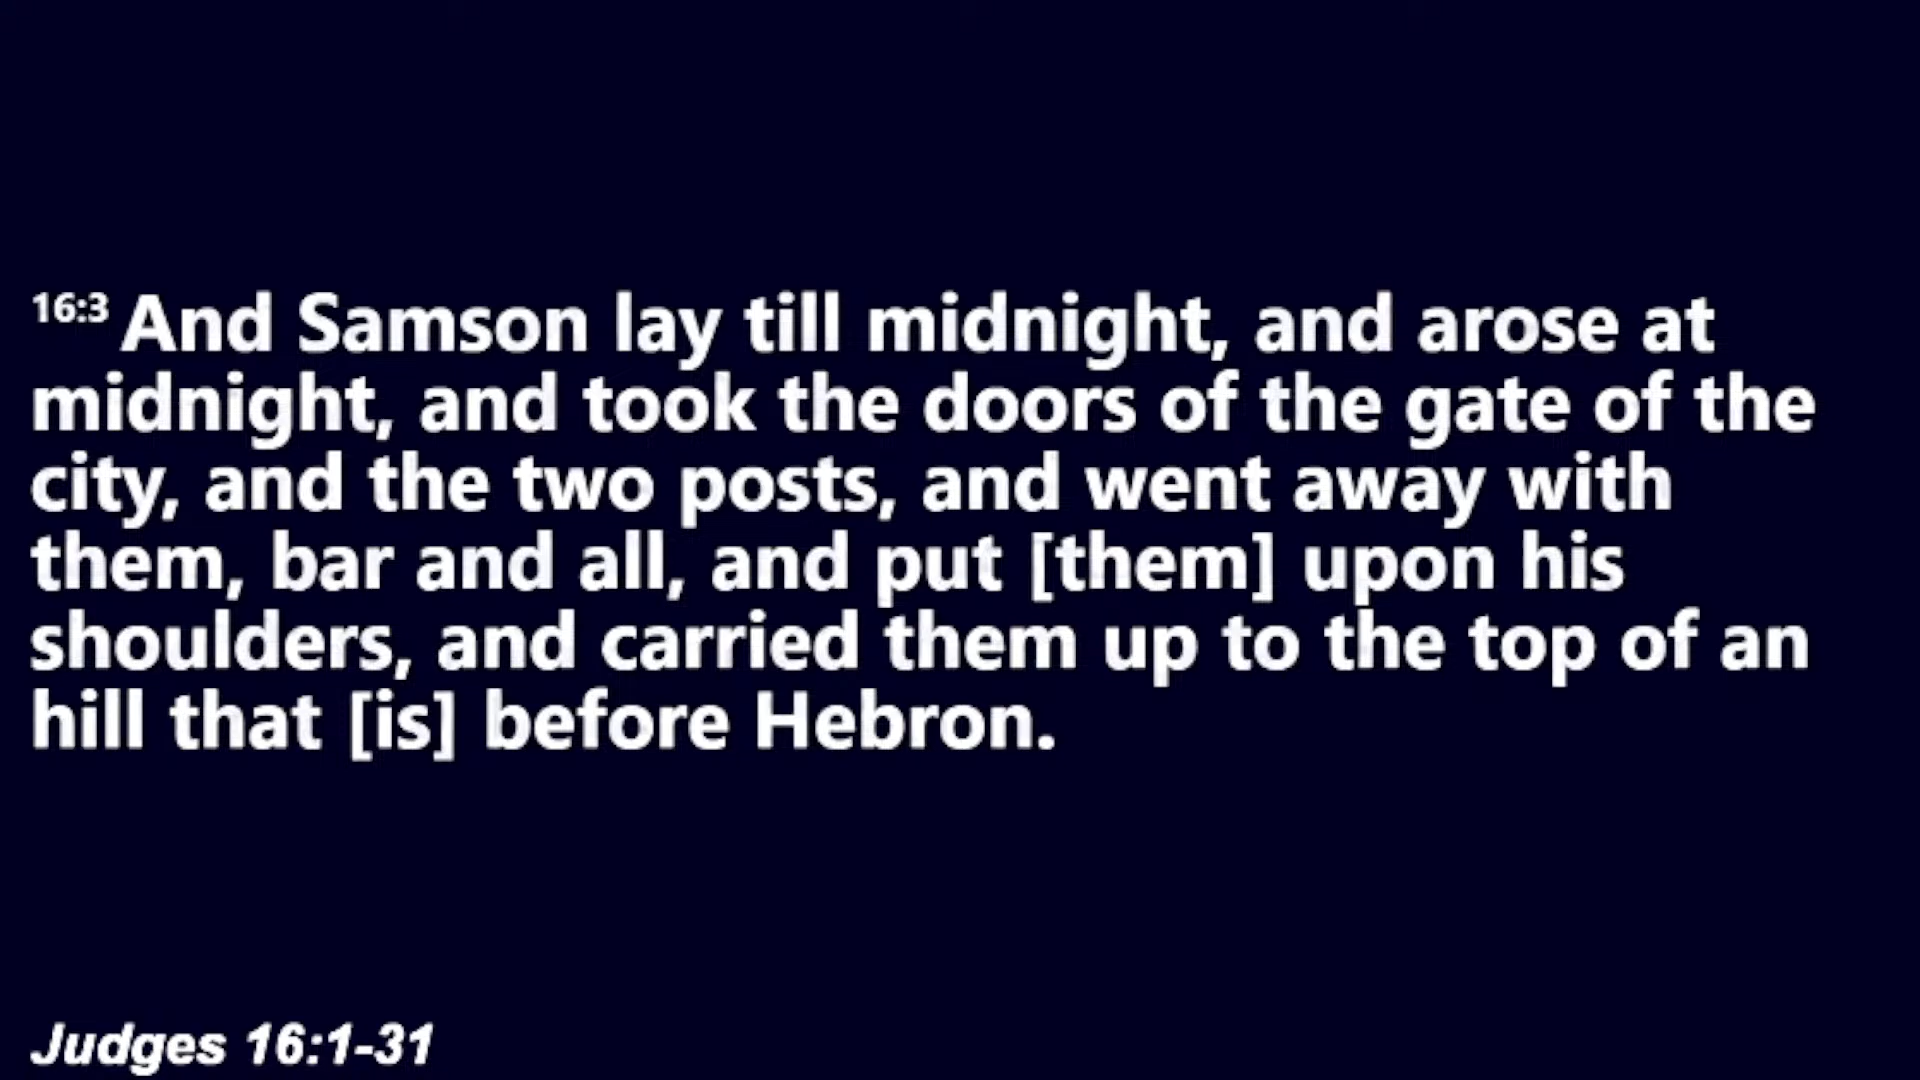 16:3 And Samson lay till midnight, and arose at
midnight, and took the doors of the gate of the
city, and the two posts, and went away with
them, bar and all, and put [them] upon his
shoulders, and carried them up to the top of an
hill that [is] before Hebron.
Judges 16:1-31